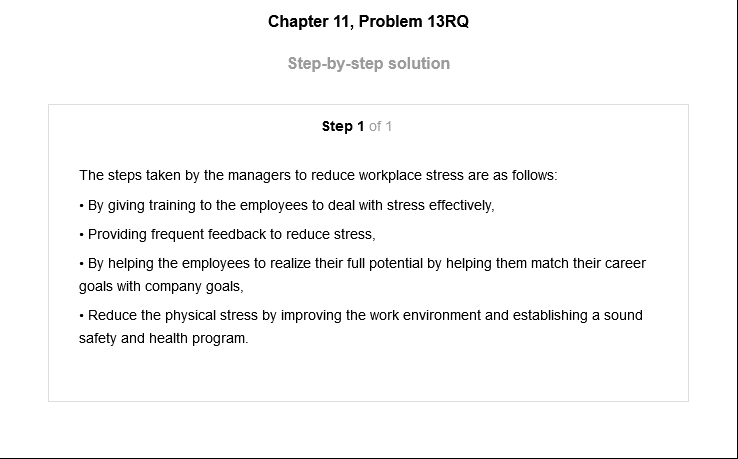 Chapter 11, Problem 13RQ
Step-by-step solution
Step 1 of 1
The steps taken by the managers to reduce workplace stress are as follows:
• By giving training to the employees to deal with stress effectively,
• Providing frequent feedback to reduce stress,
• By helping the employees to realize their full potential by helping them match their career
goals with company goals,
• Reduce the physical stress by improving the work environment and establishing a sound
safety and health program.